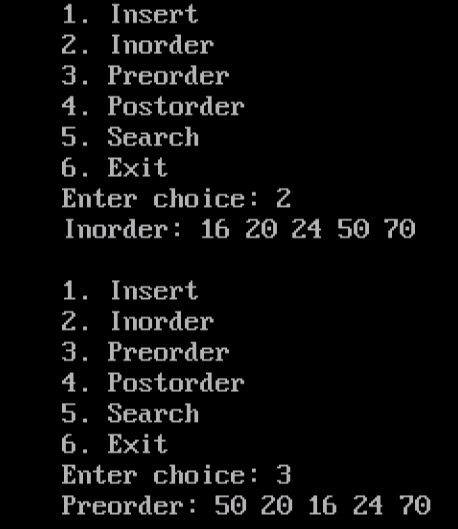 1. Insert
2. Inorder
3. Preorder
4. Postorder
5. Search
6. Exit
Enter choice: 2
Inorder: 16 20 24 50 70
1. Insert
2. Inorder
3. Preorder
4. Postorder
5. Search
6. Exit
Enter choice: 3
Preorder: 50 20 16 24 70